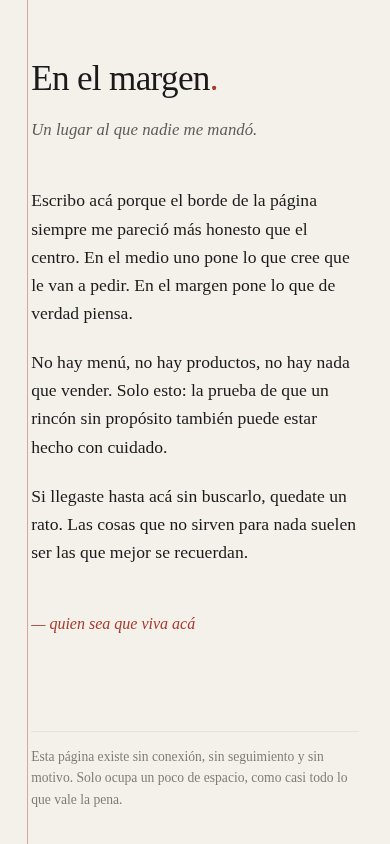 En el margen.
Un lugar al que nadie me mandó.
Escribo acá porque el borde de la página
siempre me pareció más honesto que el
centro. En el medio uno pone lo que cree que
le van a pedir. En el margen pone lo que de
verdad piensa.
No hay menú, no hay productos, no hay nada
que vender. Solo esto: la prueba de que un
rincón sin propósito también puede estar
hecho con cuidado.
Si llegaste hasta acá sin buscarlo, quedate un
rato. Las cosas que no sirven para nada suelen
ser las que mejor se recuerdan.
— quien sea que viva acá
Esta página existe sin conexión, sin seguimiento y sin
motivo. Solo ocupa un poco de espacio, como casi todo lo
que vale la pena.